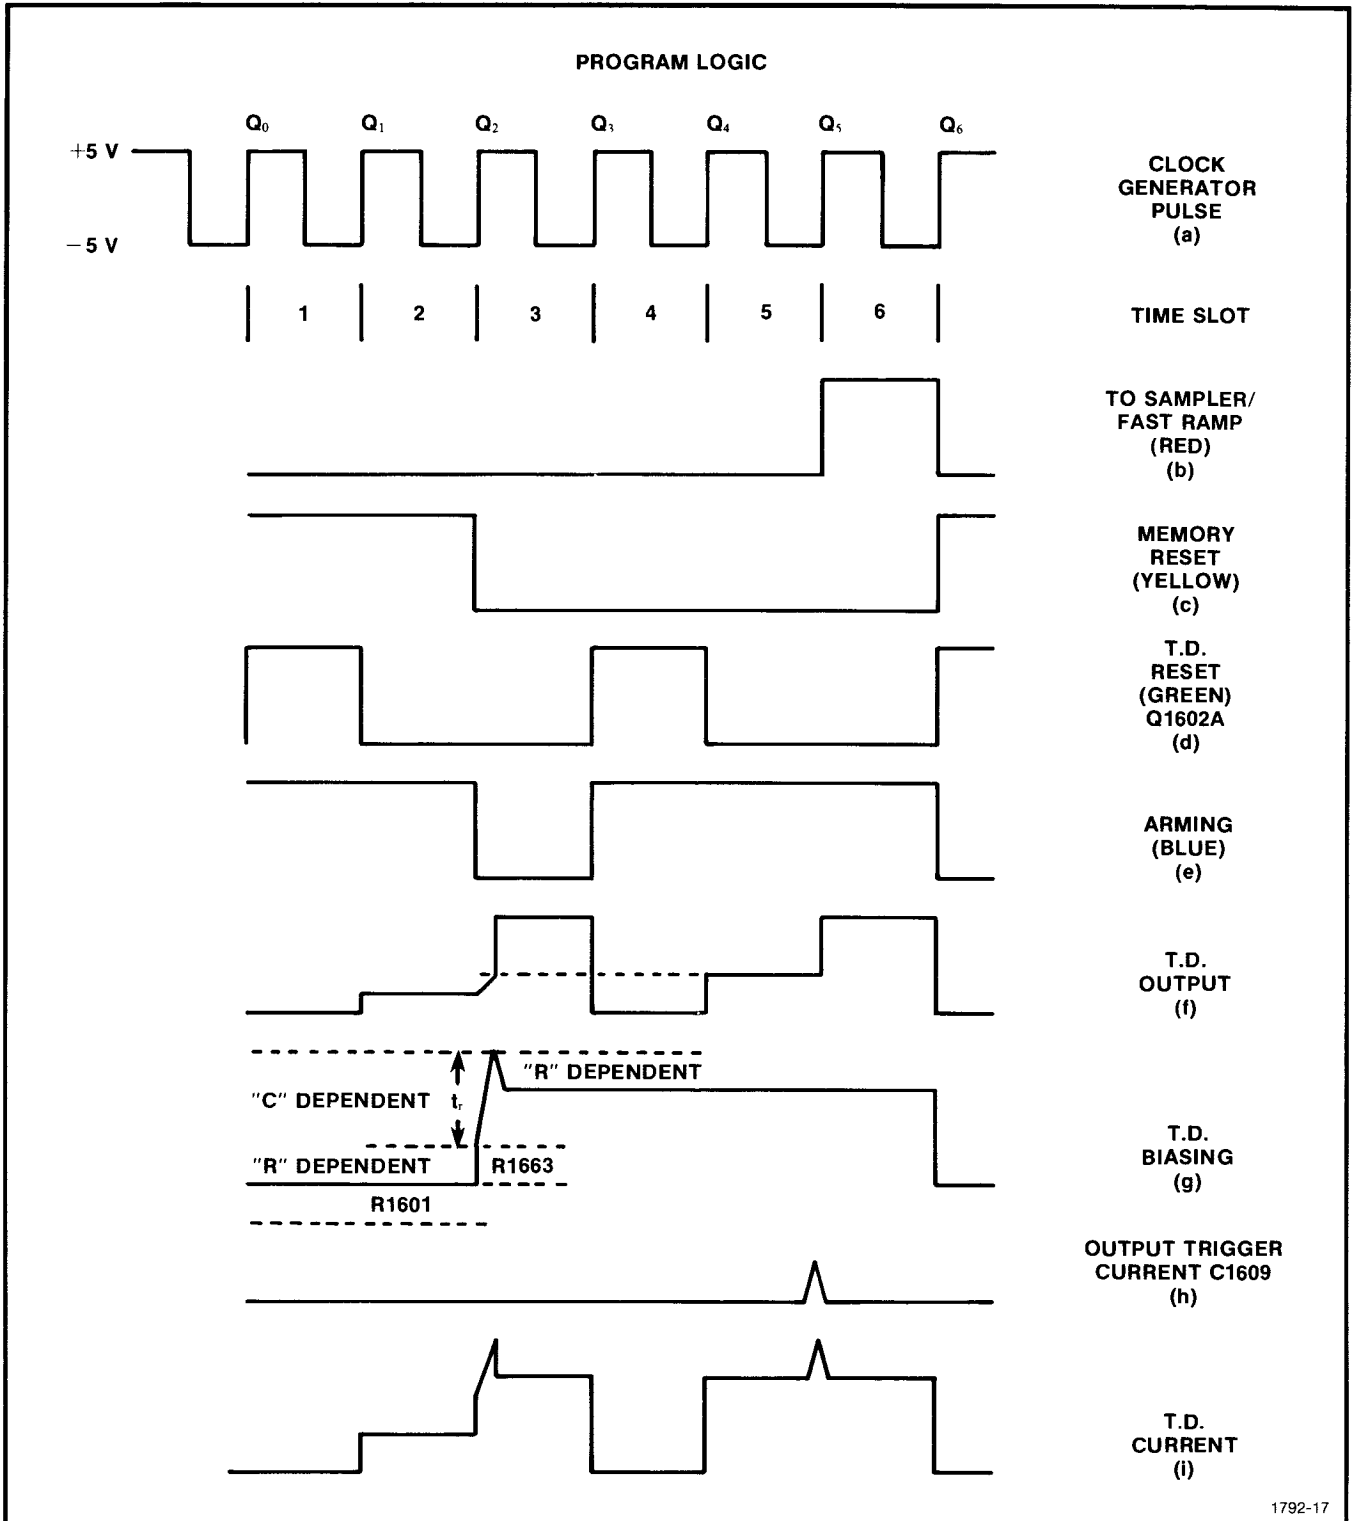 PROGRAM LOGIC
Q₀ Q₁ Q₂ Q₃ Q₄ Q₅ Q₆
+5 V
−5 V
CLOCK
GENERATOR
PULSE
(a)
1 2 3 4 5 6
TIME SLOT
TO SAMPLER/
FAST RAMP
(RED)
(b)
MEMORY
RESET
(YELLOW)
(c)
T.D.
RESET
(GREEN)
Q1602A
(d)
ARMING
(BLUE)
(e)
T.D.
OUTPUT
(f)
"R" DEPENDENT
"C" DEPENDENT tᵣ
"R" DEPENDENT R1663
R1601
T.D.
BIASING
(g)
OUTPUT TRIGGER
CURRENT C1609
(h)
T.D.
CURRENT
(i)
1792-17